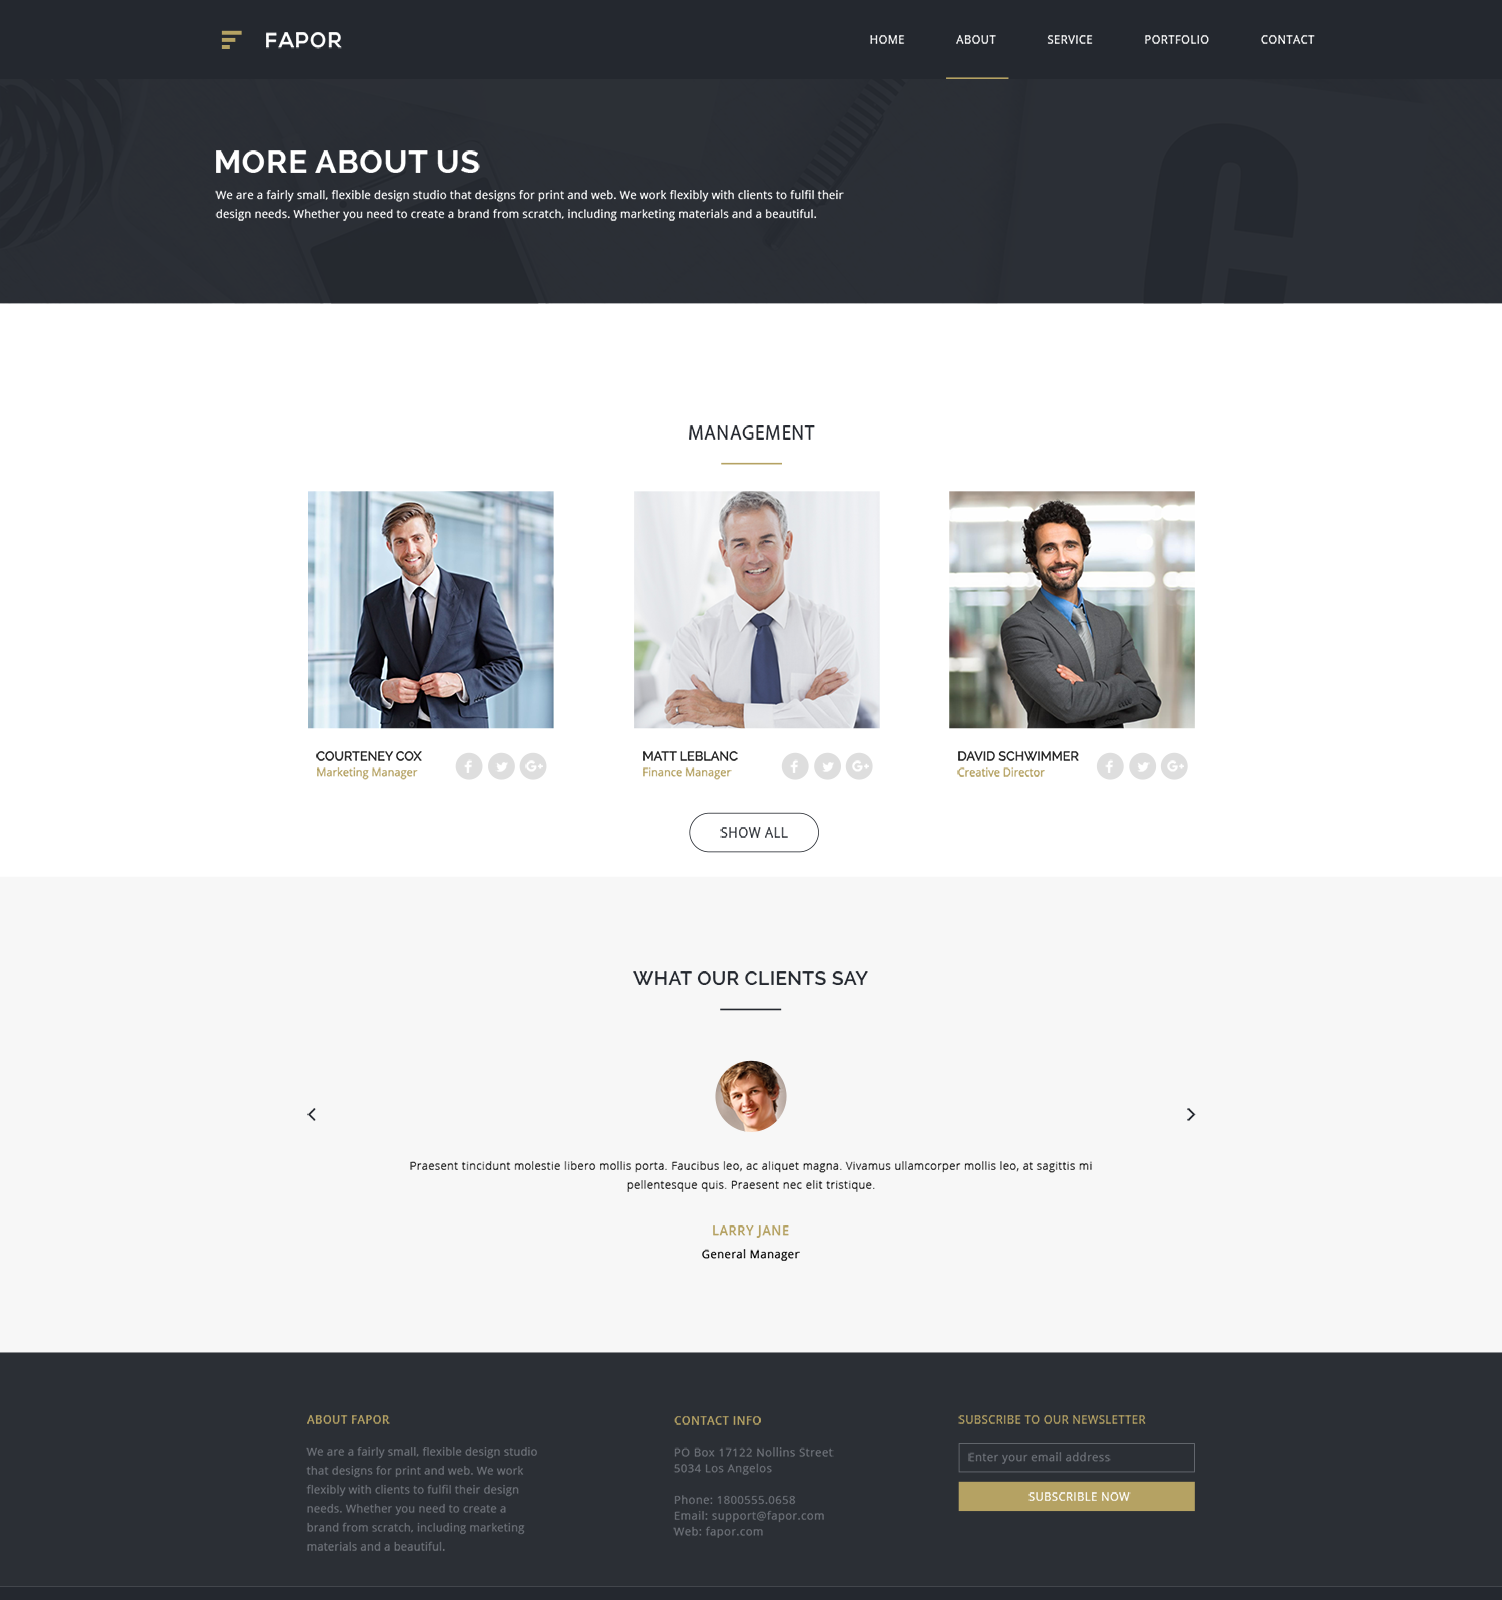 FAPOR
HOME ABOUT SERVICE PORTFOLIO CONTACT
MORE ABOUT US
We are a fairly small, flexible design studio that designs for print and web. We work flexibly with clients to fulfil their
design needs. Whether you need to create a brand from scratch, including marketing materials and a beautiful.
C
MANAGEMENT
COURTENEY COX
Marketing Manager
MATT LEBLANC
Finance Manager
DAVID SCHWIMMER
Creative Director
SHOW ALL
WHAT OUR CLIENTS SAY
Praesent tincidunt molestie libero mollis porta. Faucibus leo, ac aliquet magna. Vivamus ullamcorper mollis leo, at sagittis mi
pellentesque quis. Praesent nec elit tristique.
LARRY JANE
General Manager
ABOUT FAPOR
We are a fairly small, flexible design studio
that designs for print and web. We work
flexibly with clients to fulfil their design
needs. Whether you need to create a
brand from scratch, including marketing
materials and a beautiful.
CONTACT INFO
PO Box 17122 Nollins Street
5034 Los Angelos
Phone: 1800555.0658
Email: support@fapor.com
Web: fapor.com
SUBSCRIBE TO OUR NEWSLETTER
Enter your email address
SUBSCRIBLE NOW